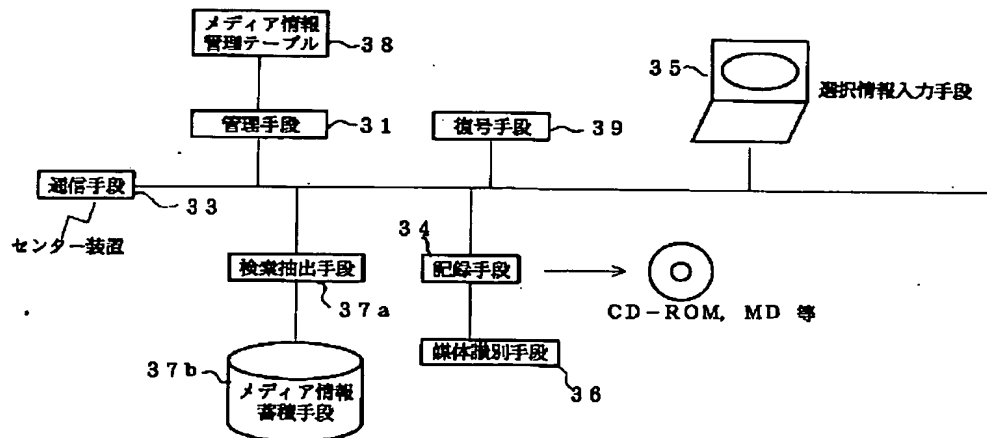 メディア情報
管理テーブル
38
35
選択情報入力手段
管理手段
31
復号手段
39
通信手段
33
センター装置
検索抽出手段
37a
34
記録手段
CD-ROM, MD 等
媒体識別手段
36
37b
メディア情報
蓄積手段